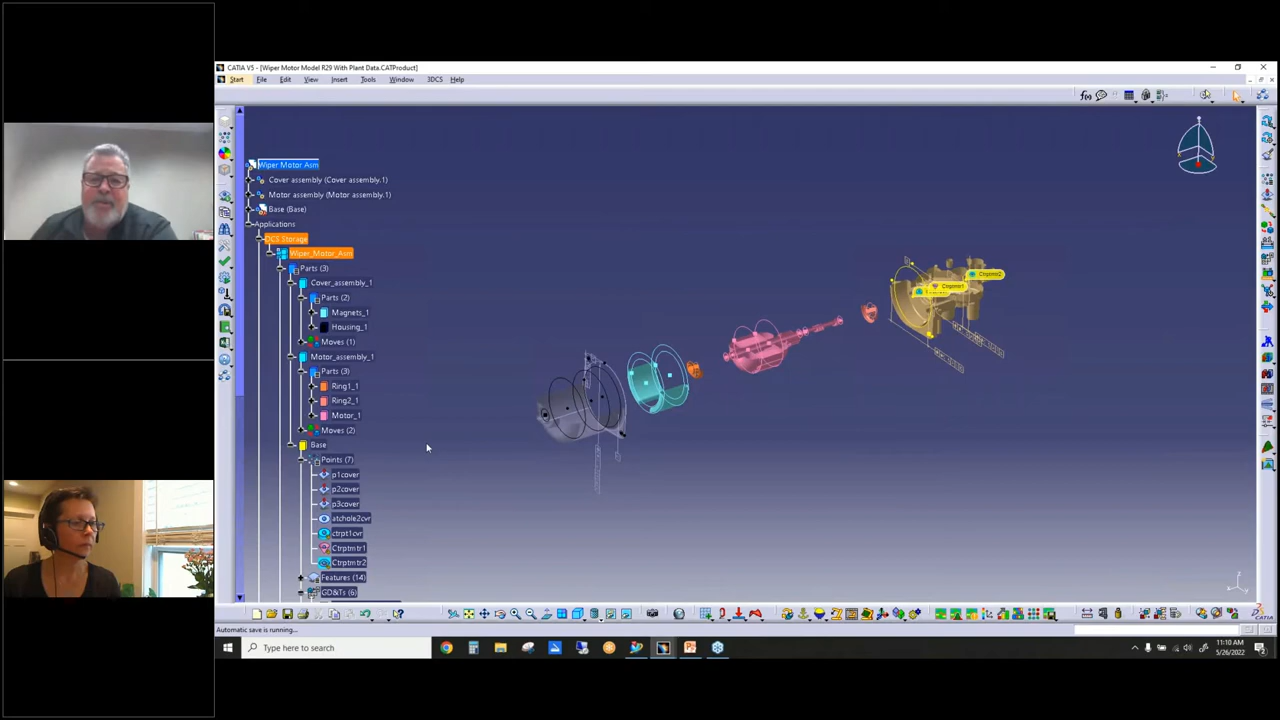 CATIA V5 - [Wiper Motor Model R29 With Plant Data.CATProduct]
Start File Edit View Insert Tools Window 3DCS Help
Wiper Motor Asm
Cover assembly (Cover assembly.1)
Motor assembly (Motor assembly.1)
Base (Base)
Applications
DCS Storage
Wiper_Motor_Asm
Parts (3)
Cover_assembly_1
Parts (2)
Magnets_1
Housing_1
Moves (1)
Motor_assembly_1
Parts (3)
Ring1_1
Ring2_1
Motor_1
Moves (2)
Base
Points (7)
p1cover
p2cover
p3cover
atchole2cvr
ctrpt1cvr
Ctrptmtr1
Ctrptmtr2
Features (14)
GD&Ts (6)
Ctrptmtr2
Ctrptmtr1
Automatic save is running...
Type here to search
11:10 AM
5/26/2022